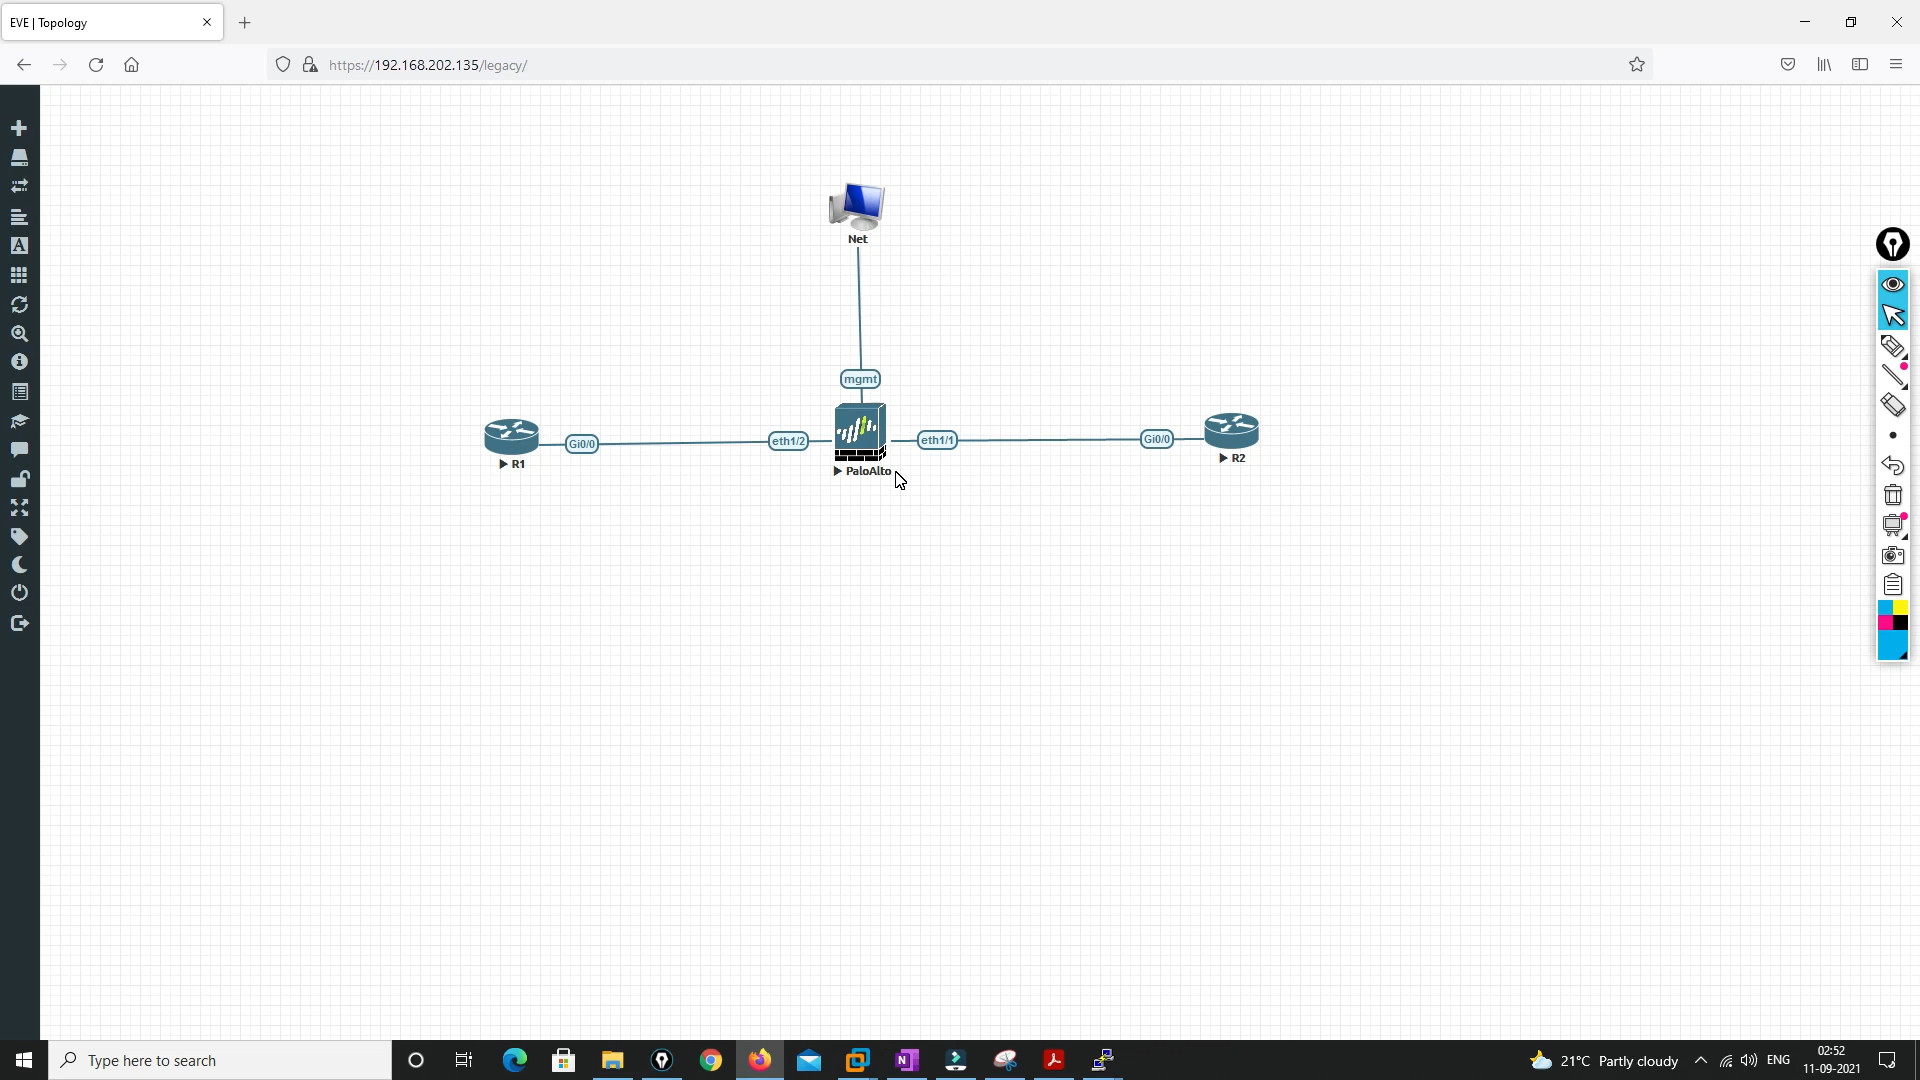 EVE | Topology
https://192.168.202.135/legacy/
A
Net
mgmt
Gi0/0
eth1/2
eth1/1
Gi0/0
R1
PaloAlto
R2
Type here to search
21°C Partly cloudy
ENG
02:52
11-09-2021